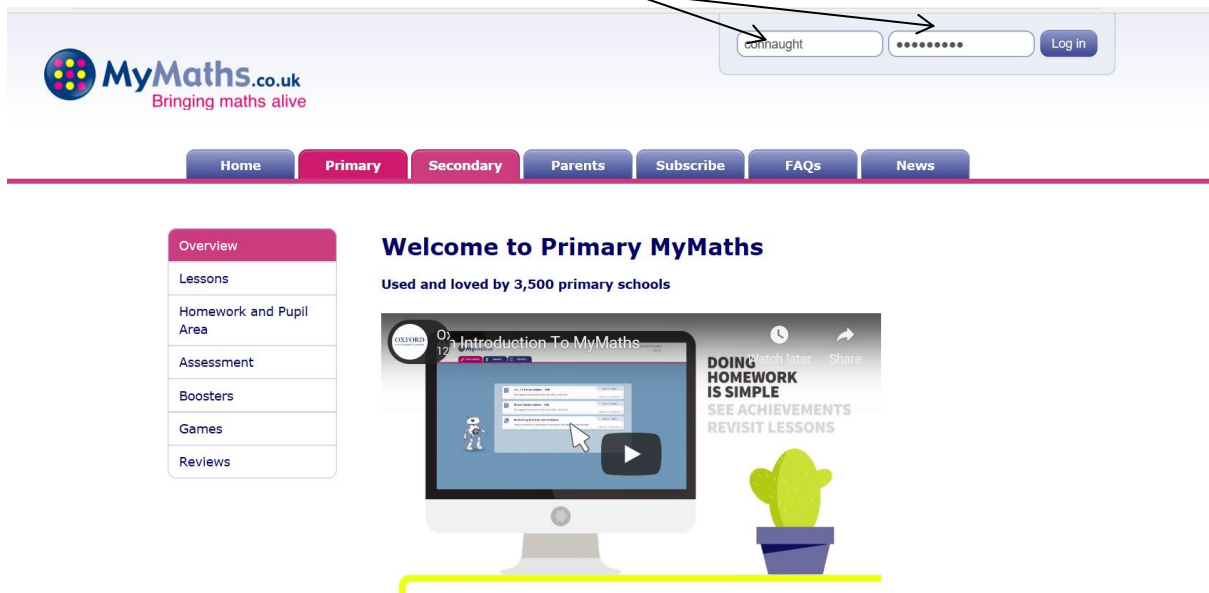 connaught
•••••••••
Log in
MyMaths.co.uk
Bringing maths alive
Home
Primary
Secondary
Parents
Subscribe
FAQs
News
Overview
Lessons
Homework and Pupil
Area
Assessment
Boosters
Games
Reviews
Welcome to Primary MyMaths
Used and loved by 3,500 primary schools
OXFORD
Introduction To MyMaths
Watch later
Share
DOING
HOMEWORK
IS SIMPLE
SEE ACHIEVEMENTS
REVISIT LESSONS